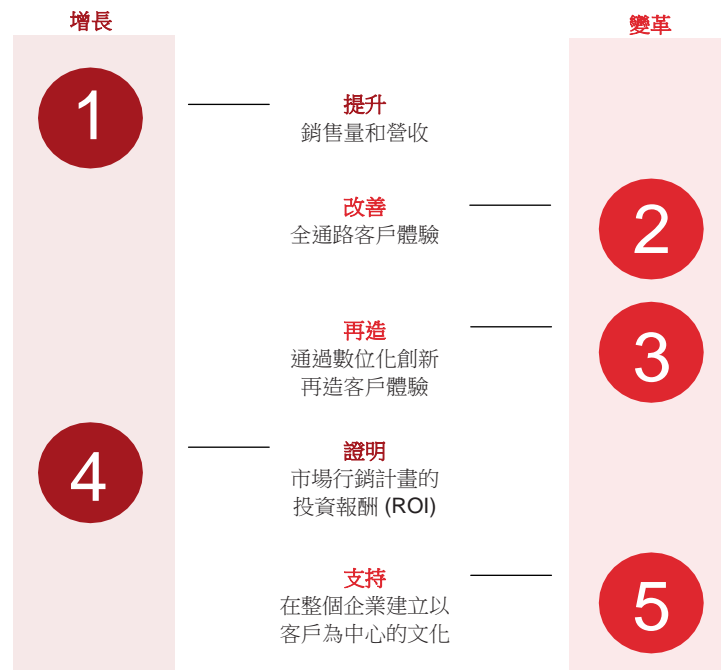 增長
變革
1
提升
銷售量和營收
改善
全通路客戶體驗
2
再造
通過數位化創新
再造客戶體驗
3
4
證明
市場行銷計畫的
投資報酬 (ROI)
支持
在整個企業建立以
客戶為中心的文化
5